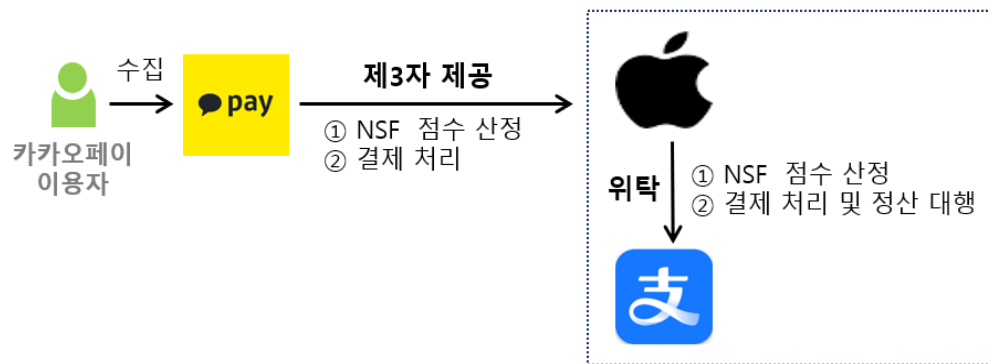 수집
pay
카카오페이
이용자
제3자 제공
① NSF 점수 산정
② 결제 처리
위탁
① NSF 점수 산정
② 결제 처리 및 정산 대행
支